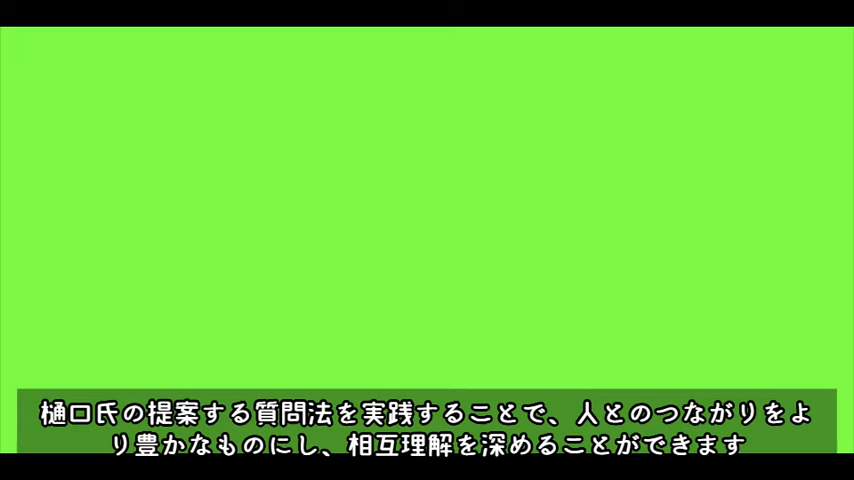 樋口氏の提案する質問法を実践することで、人とのつながりをよ
り豊かなものにし、相互理解を深めることができます